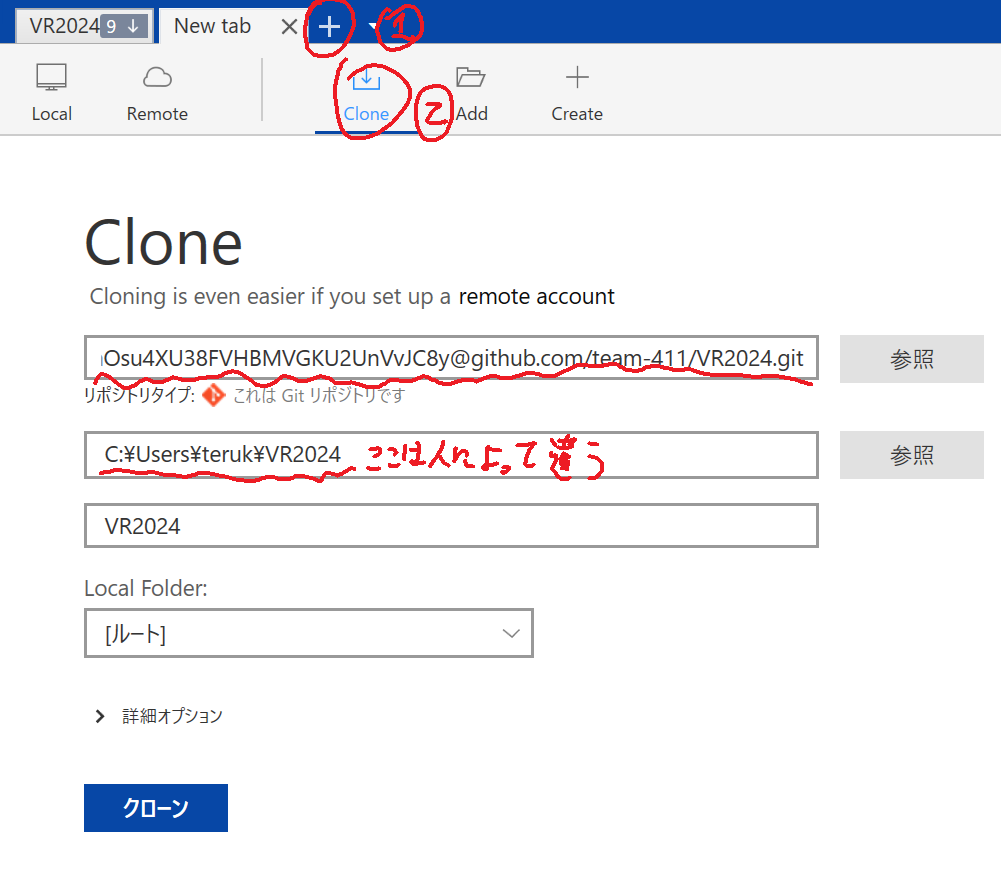 VR2024 9 ↓ New tab × + ①
Local Remote Clone ② Add Create
Clone
Cloning is even easier if you set up a remote account
Osu4XU38FVHBMVGKU2UnVvJC8y@github.com/team-411/VR2024.git 参照
リポジトリタイプ: これは Git リポジトリです
C:¥Users¥teruk¥VR2024 ここは人によって違う 参照
VR2024
Local Folder:
[ルート]
詳細オプション
クローン